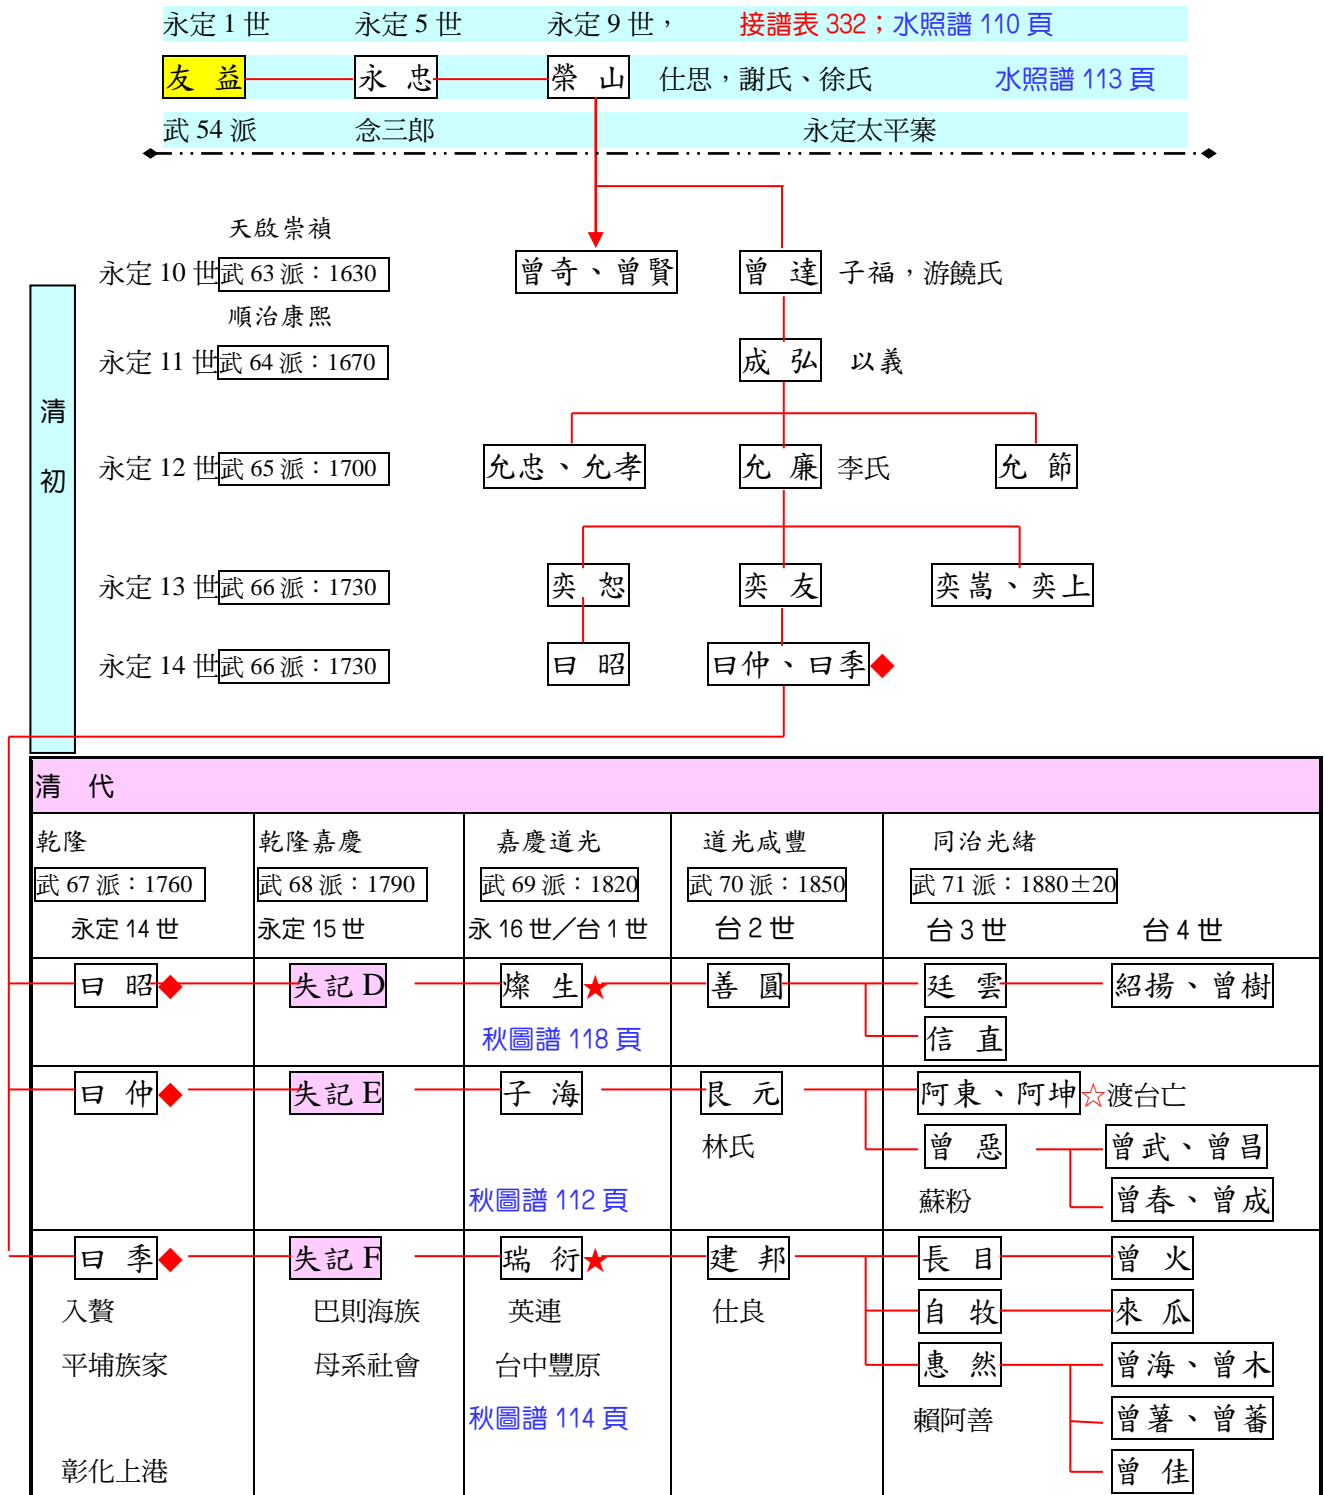 永定 1 世 永定 5 世 永定 9 世， 接譜表 332；水照譜 110 頁
友 益 永 忠 榮 山 仕思，謝氏、徐氏 水照譜 113 頁
武 54 派 念三郎 永定太平寨
天啟崇禎
永定 10 世 武 63 派：1630 曾奇、曾賢 曾 達 子福，游饒氏
順治康熙
永定 11 世 武 64 派：1670 成 弘 以義
清初
永定 12 世 武 65 派：1700 允忠、允孝 允 廉 李氏 允 節
永定 13 世 武 66 派：1730 奕 恕 奕 友 奕嵩、奕上
永定 14 世 武 66 派：1730 曰 昭 曰仲、曰季◆
清 代
乾隆 乾隆嘉慶 嘉慶道光 道光咸豐 同治光緒
武 67 派：1760 武 68 派：1790 武 69 派：1820 武 70 派：1850 武 71 派：1880±20
永定 14 世 永定 15 世 永 16 世／台 1 世 台 2 世 台 3 世 台 4 世
曰 昭◆ 失記 D 燦 生★ 善 圓 廷 雲 紹揚、曾樹
秋圖譜 118 頁 信 直
曰 仲◆ 失記 E 子 海 艮 元 阿東、阿坤☆渡台亡
林氏 曾 惡 曾武、曾昌
秋圖譜 112 頁 蘇粉 曾春、曾成
曰 季◆ 失記 F 瑞 衍★ 建 邦 長 目 曾 火
入贅 巴則海族 英連 仕良 自 牧 來 瓜
平埔族家 母系社會 台中豐原 惠 然 曾海、曾木
秋圖譜 114 頁 賴阿善 曾薯、曾蕃
彰化上港 曾 佳